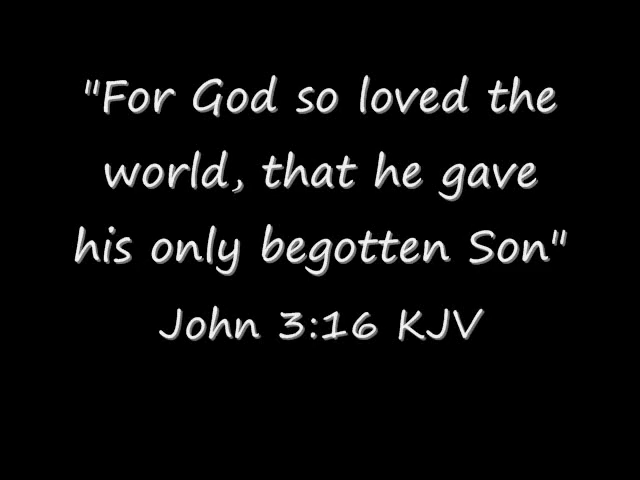 "For God so loved the
world, that he gave
his only begotten Son"
John 3:16 KJV